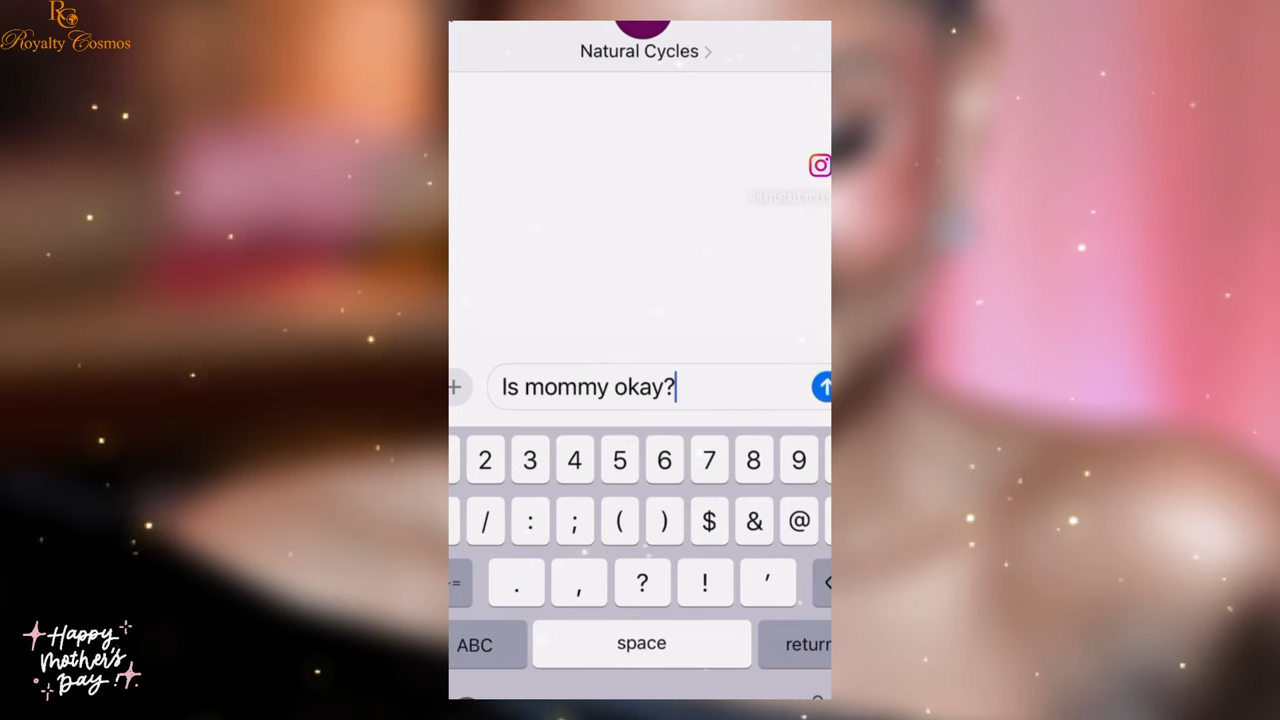 RC
Royalty Cosmos
Natural Cycles
Is mommy okay?
2 3 4 5 6 7 8 9
/ : ; ( ) $ & @
. , ? ! ’
ABC space return
Happy
Mother's
Day!